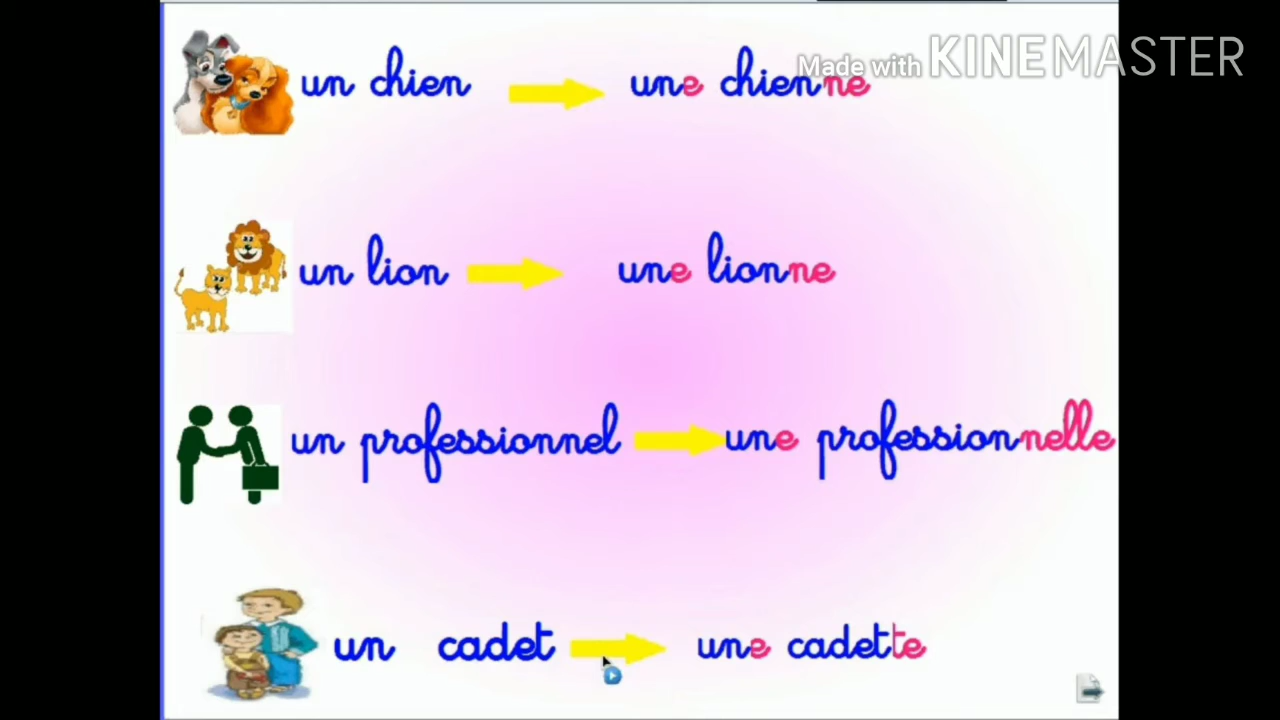 Made with KINEMASTER
un chien une chienne
un lion une lionne
un professionnel une professionnelle
un cadet une cadette